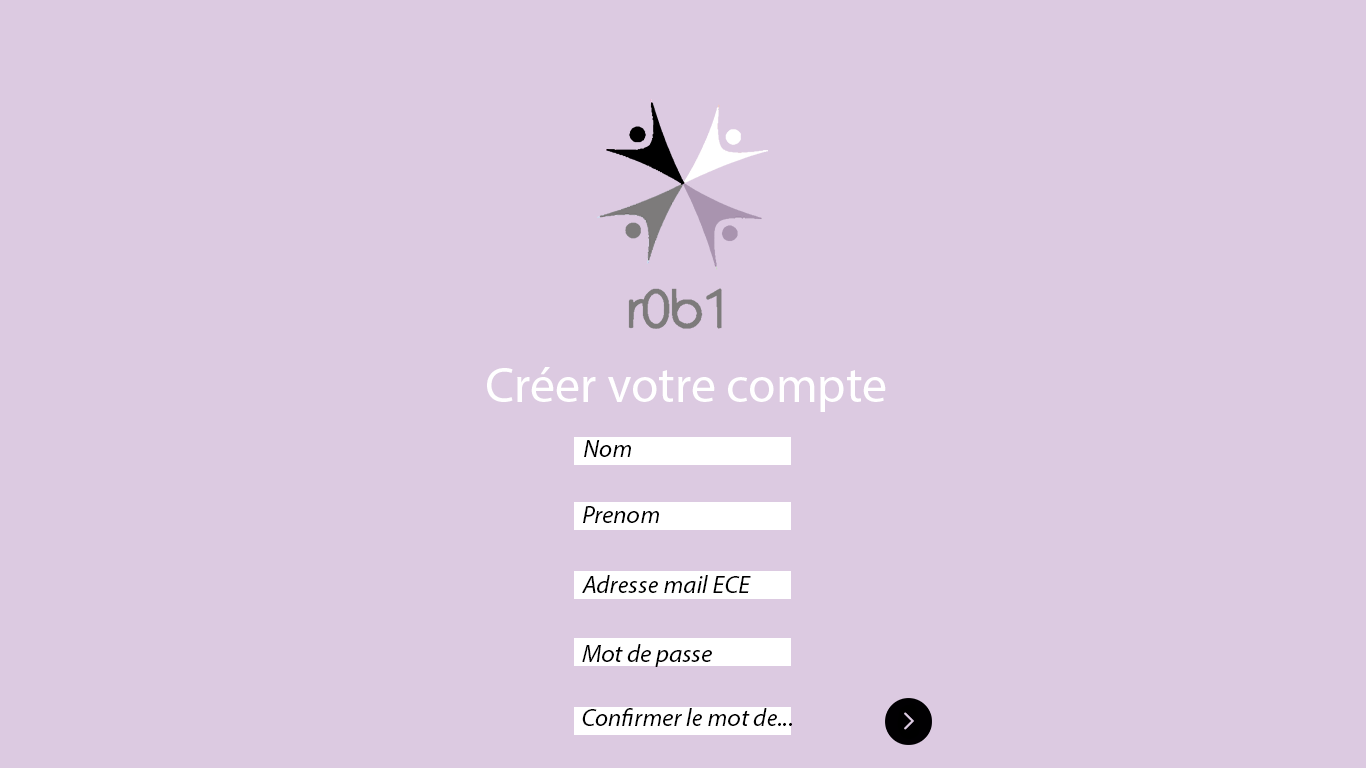 r0b1
Créer votre compte
Nom
Prenom
Adresse mail ECE
Mot de passe
Confirmer le mot de...